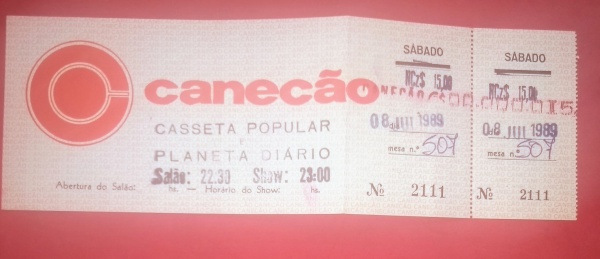 canecão
CASSETA POPULAR
E
PLANETA DIÁRIO
Salão: 22.30 Show: 23:00
Abertura do Salão: hs. - Horário do Show: hs.
SÁBADO
NCz$ 15,00
08 JUL 1989
mesa n.º 507
Nº 2111
SÁBADO
NCz$ 15,00
08 JUL 1989
mesa n.º 507
Nº 2111